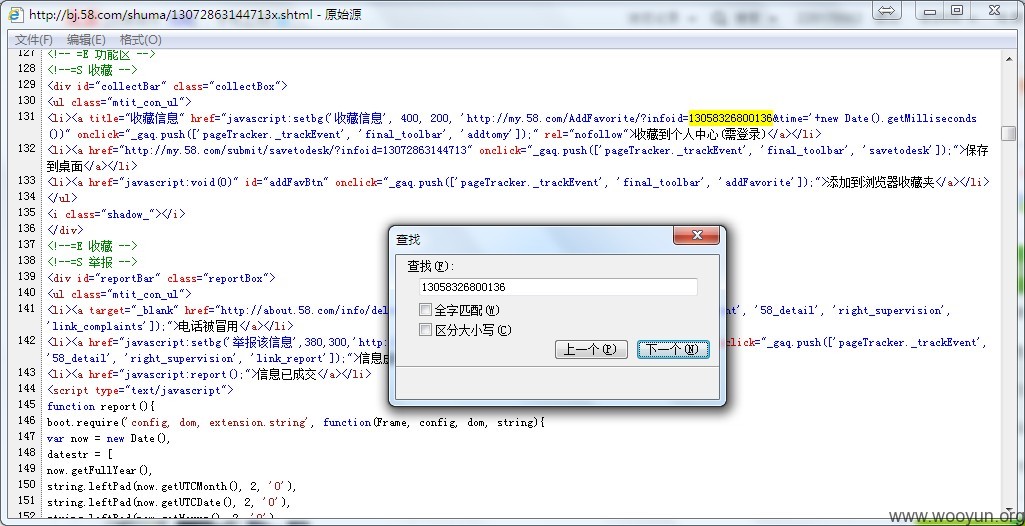 http://bj.58.com/shuma/13072863144713x.shtml - 原始源
文件(F) 编辑(E) 格式(O)
127 <!-- =E 功能区 -->
128 <!--=S 收藏 -->
129 <div id="collectBar" class="collectBox">
130 <ul class="mtit_con_ul">
131 <li><a title="收藏信息" href="javascript:setbg('收藏信息', 400, 200, 'http://my.58.com/AddFavorite/?infoid=13058326800136&time='+new Date().getMilliseconds
())" onclick="_gaq.push(['pageTracker._trackEvent', 'final_toolbar', 'addtomy']);" rel="nofollow">收藏到个人中心(需登录)</a></li>
132 <li><a href="http://my.58.com/submit/savetodesk/?infoid=13072863144713" onclick="_gaq.push(['pageTracker._trackEvent', 'final_toolbar', 'savetodesk']);">保存
到桌面</a></li>
133 <li><a href="javascript:void(0)" id="addFavBtn" onclick="_gaq.push(['pageTracker._trackEvent', 'final_toolbar', 'addFavorite']);">添加到浏览器收藏夹</a></li>
134 </ul>
135 <i class="shadow_"></i>
136 </div>
137 <!--=E 收藏 -->
138 <!--=S 举报 -->
139 <div id="reportBar" class="reportBox">
140 <ul class="mtit_con_ul">
141 <li><a target="_blank" href="http://about.58.com/info/del '58_detail', 'right_supervision',
'link_complaints']);">电话被冒用</a></li>
142 <li><a href="javascript:setbg('举报该信息',380,300,'http: click="_gaq.push(['pageTracker._trackEvent',
'58_detail', 'right_supervision', 'link_report']);">信息
143 <li><a href="javascript:report();">信息已成交</a></li>
144 <script type="text/javascript">
145 function report(){
146 boot.require('config, dom, extension.string', function(Frame, config, dom, string){
147 var now = new Date(),
148 datestr = [
149 now.getFullYear(),
150 string.leftPad(now.getUTCMonth(), 2, '0'),
151 string.leftPad(now.getUTCDate(), 2, '0'),
152
查找
查找(F):
13058326800136
全字匹配(W)
区分大小写(C)
上一个(P) 下一个(N)
www.wooyun.org